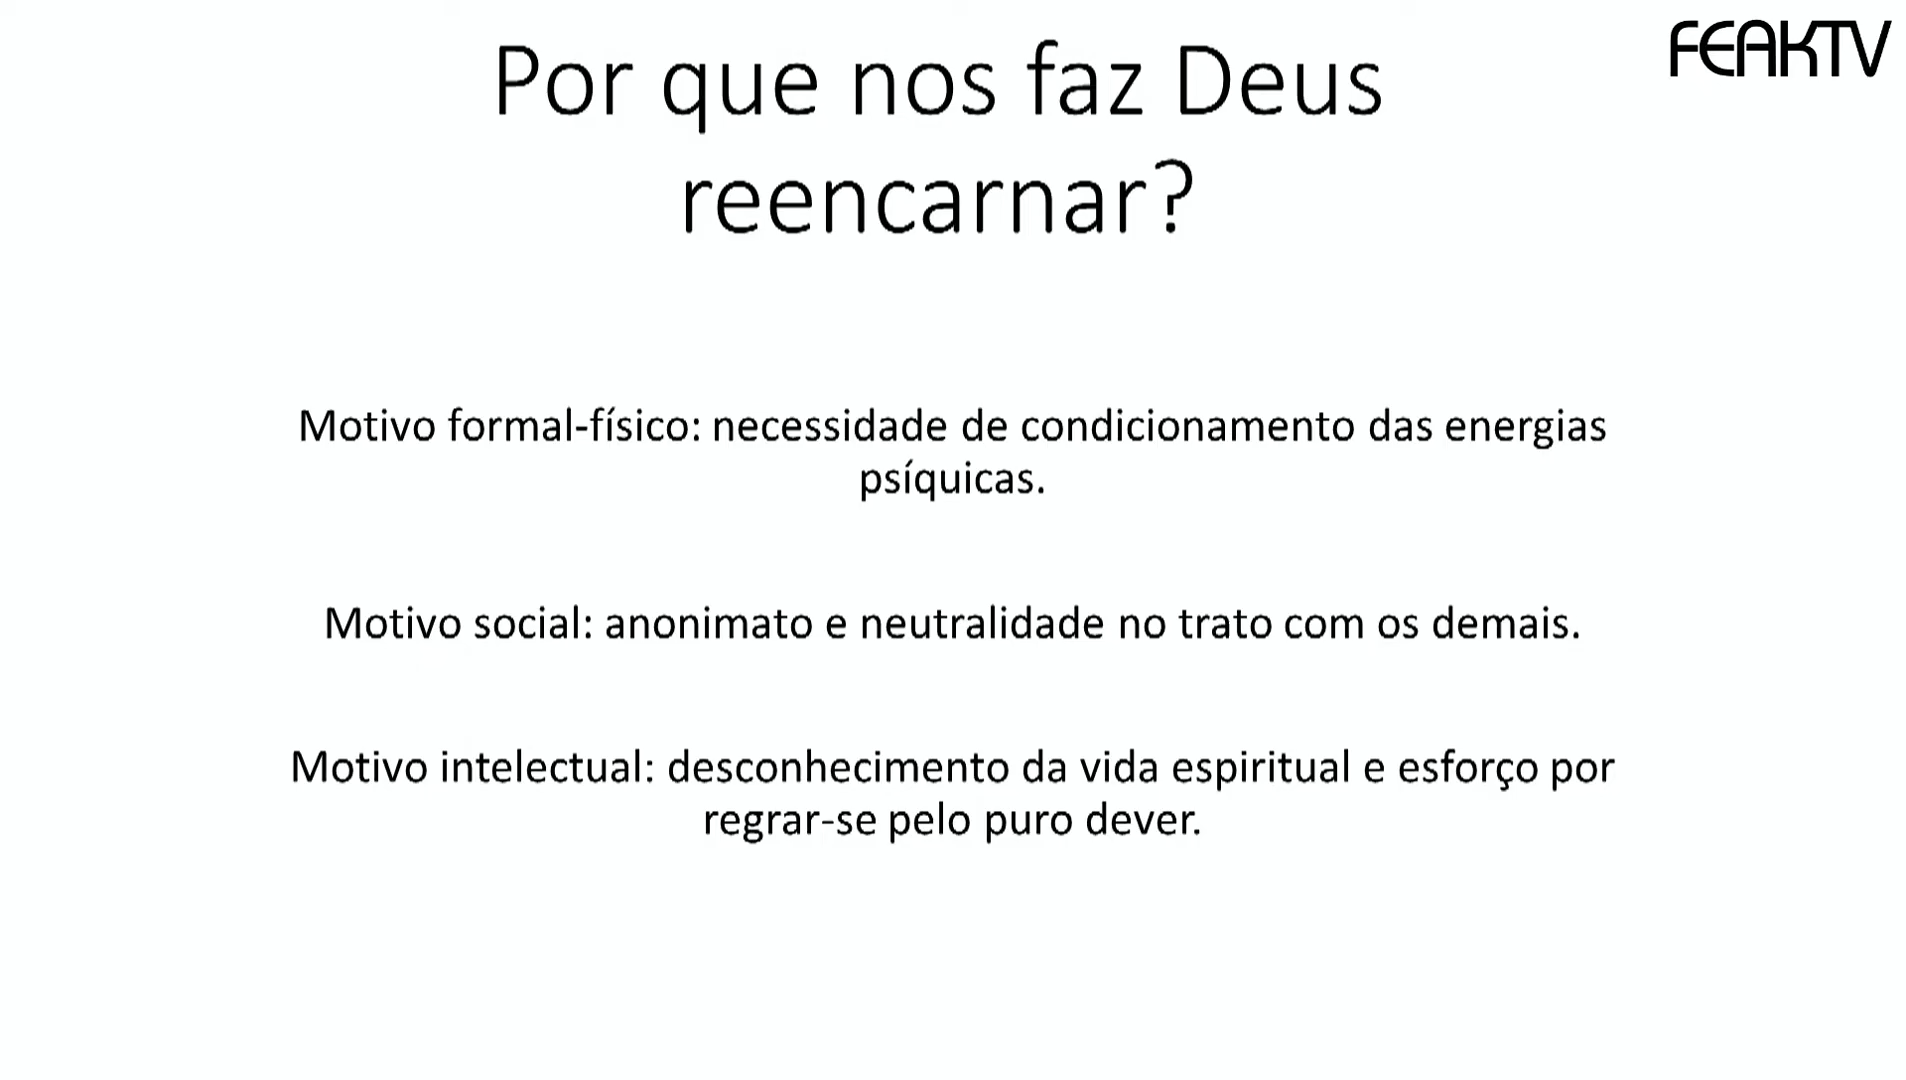 FEAKTV
Por que nos faz Deus
reencarnar?
Motivo formal-físico: necessidade de condicionamento das energias
psíquicas.
Motivo social: anonimato e neutralidade no trato com os demais.
Motivo intelectual: desconhecimento da vida espiritual e esforço por
regrar-se pelo puro dever.